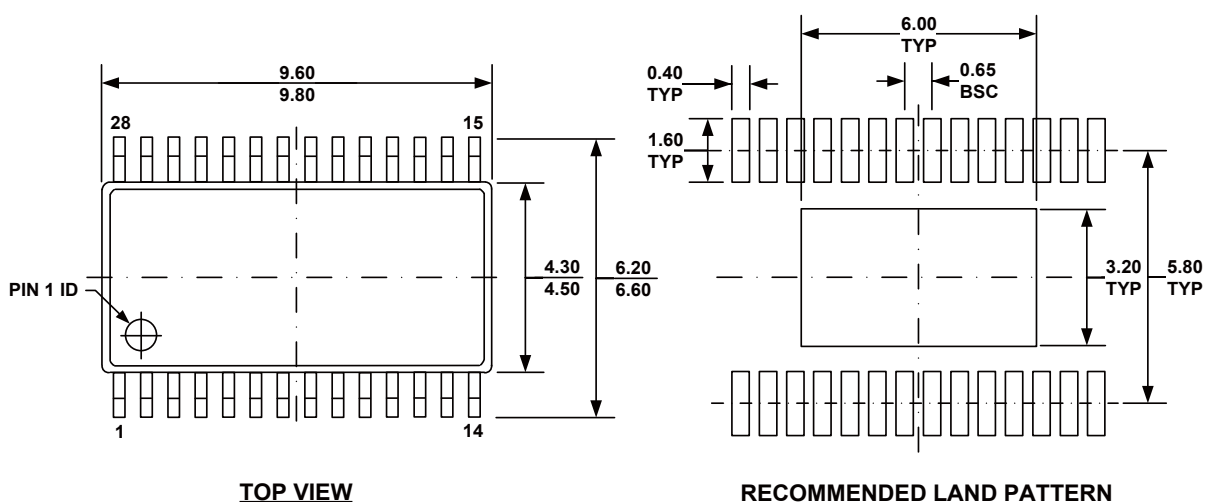 9.60
9.80
28
15
4.30
4.50
6.20
6.60
PIN 1 ID
1
14
TOP VIEW
6.00
TYP
0.40
TYP
0.65
BSC
1.60
TYP
3.20
TYP
5.80
TYP
RECOMMENDED LAND PATTERN